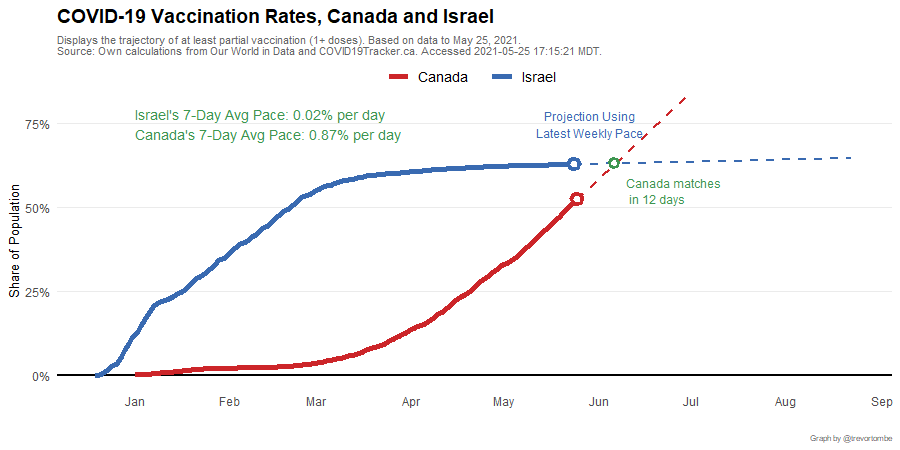 COVID-19 Vaccination Rates, Canada and Israel
Displays the trajectory of at least partial vaccination (1+ doses). Based on data to May 25, 2021.
Source: Own calculations from Our World in Data and COVID19Tracker.ca. Accessed 2021-05-25 17:15:21 MDT.
Canada Israel
Israel's 7-Day Avg Pace: 0.02% per day
Canada's 7-Day Avg Pace: 0.87% per day
Projection Using
Latest Weekly Pace
Canada matches
in 12 days
Share of Population
75%
50%
25%
0%
Jan Feb Mar Apr May Jun Jul Aug Sep
Graph by @trevortombe